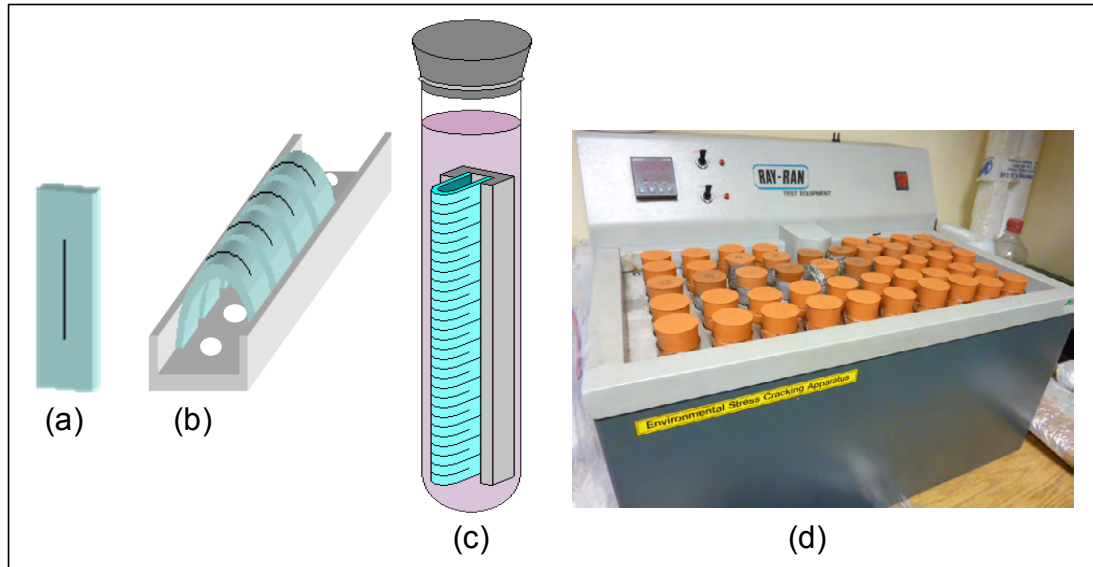 RAY-RAN
TEST EQUIPMENT
Environmental Stress Cracking Apparatus
(a)
(b)
(c)
(d)